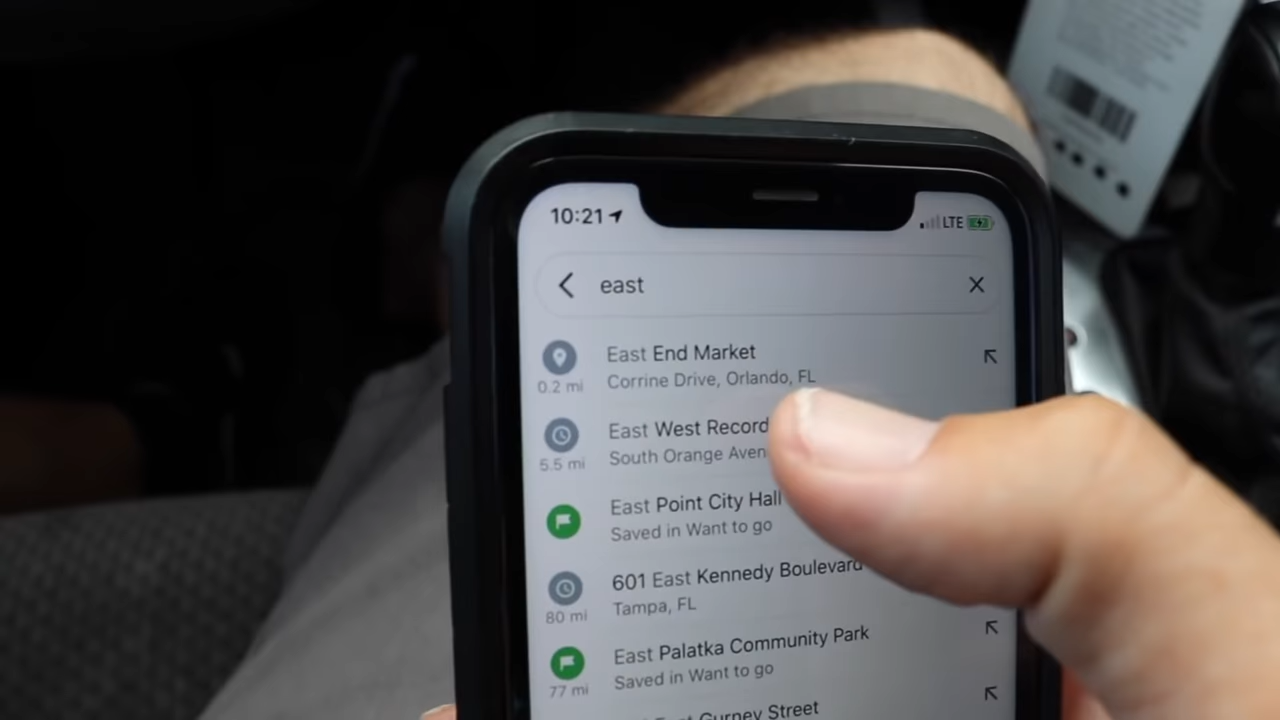 10:21
LTE
east
East End Market
0.2 mi
Corrine Drive, Orlando, FL
East West Record
5.5 mi
South Orange Aven
East Point City Hall
Saved in Want to go
601 East Kennedy Boulevard
80 mi
Tampa, FL
East Palatka Community Park
77 mi
Saved in Want to go
East Gurney Street